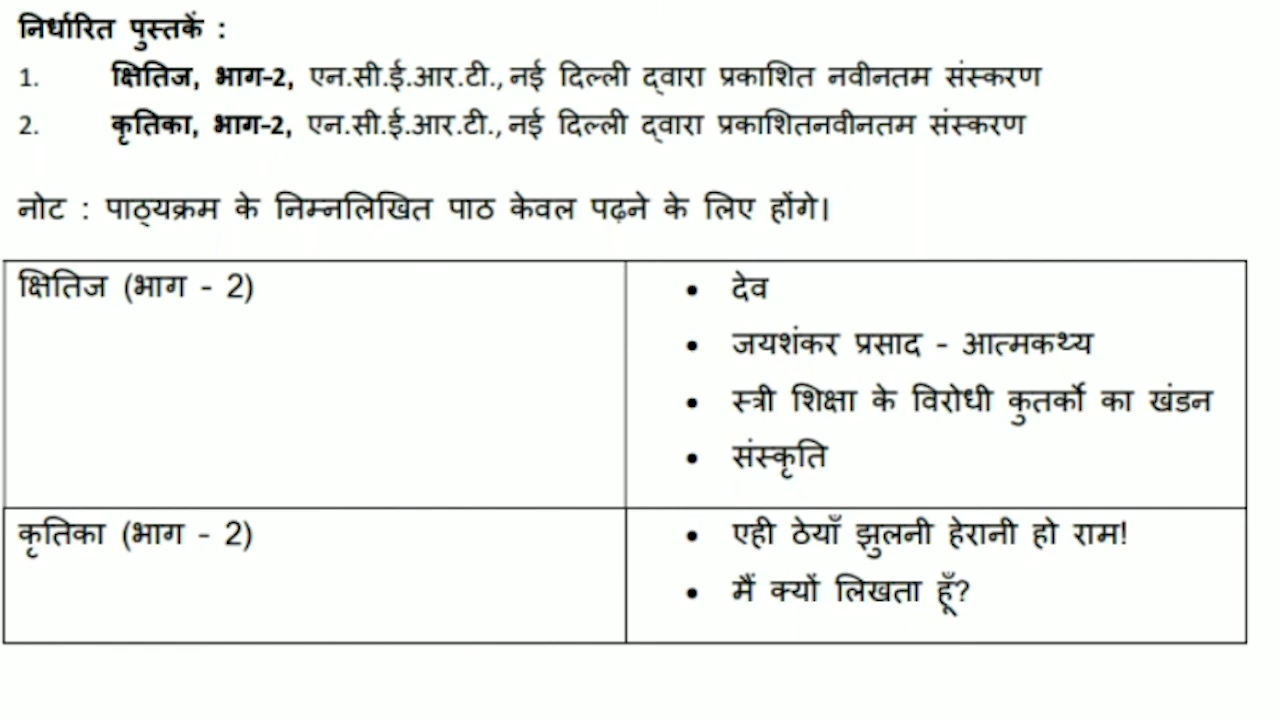 निर्धारित पुस्तकें :
1. क्षितिज, भाग-2, एन.सी.ई.आर.टी., नई दिल्ली द्वारा प्रकाशित नवीनतम संस्करण
2. कृतिका, भाग-2, एन.सी.ई.आर.टी., नई दिल्ली द्वारा प्रकाशितनवीनतम संस्करण
नोट : पाठ्यक्रम के निम्नलिखित पाठ केवल पढ़ने के लिए होंगे।
क्षितिज (भाग - 2)
• देव
• जयशंकर प्रसाद - आत्मकथ्य
• स्त्री शिक्षा के विरोधी कुतर्को का खंडन
• संस्कृति
कृतिका (भाग - 2)
• एही ठेयाँ झुलनी हेरानी हो राम!
• मैं क्यों लिखता हूँ?